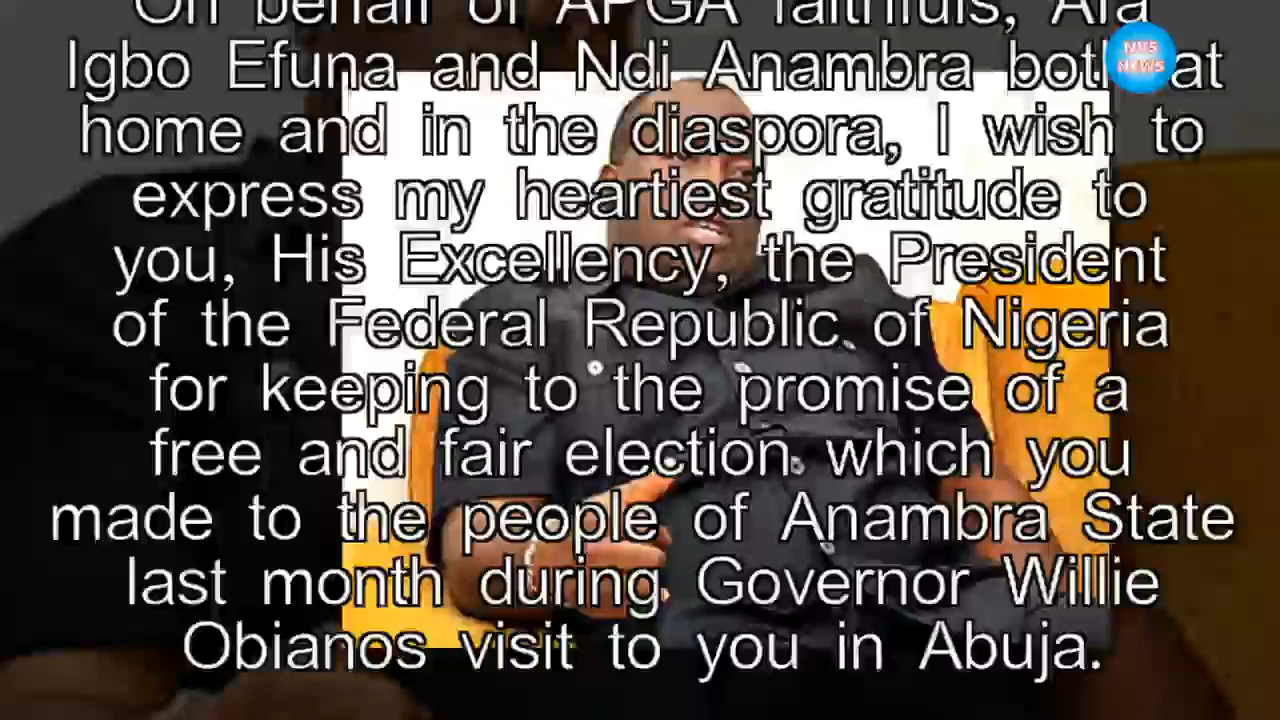 On behalf of APGA faithfuls, Afa
Igbo Efuna and Ndi Anambra both at
home and in the diaspora, I wish to
express my heartiest gratitude to
you, His Excellency, the President
of the Federal Republic of Nigeria
for keeping to the promise of a
free and fair election which you
made to the people of Anambra State
last month during Governor Willie
Obianos visit to you in Abuja.
NV5
NEWS